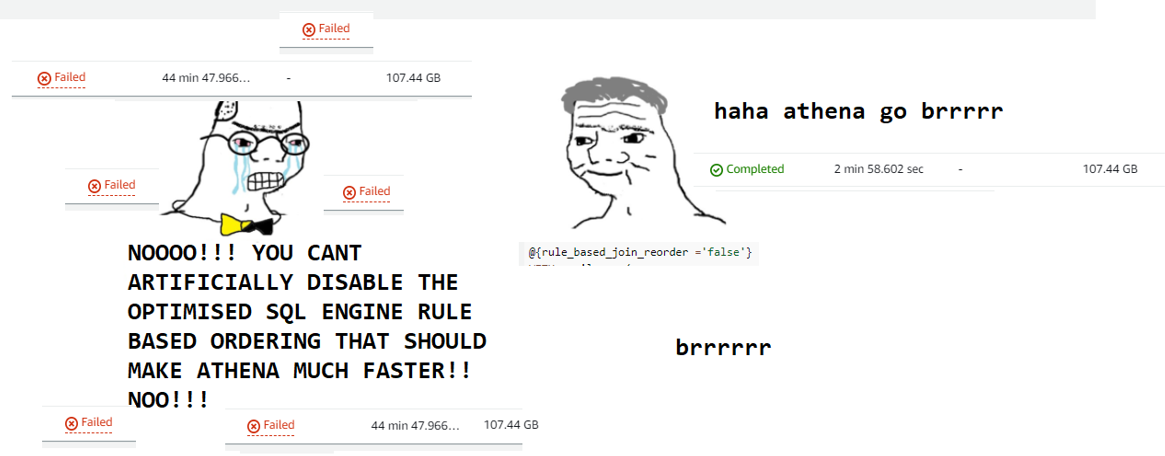 Failed
Failed 44 min 47.966... - 107.44 GB
haha athena go brrrrr
Completed 2 min 58.602 sec - 107.44 GB
Failed
Failed
NOOOO!!! YOU CANT
ARTIFICIALLY DISABLE THE
OPTIMISED SQL ENGINE RULE
BASED ORDERING THAT SHOULD
MAKE ATHENA MUCH FASTER!!
NOO!!!
@{rule_based_join_reorder ='false'}
brrrrrr
Failed
Failed 44 min 47.966... 107.44 GB